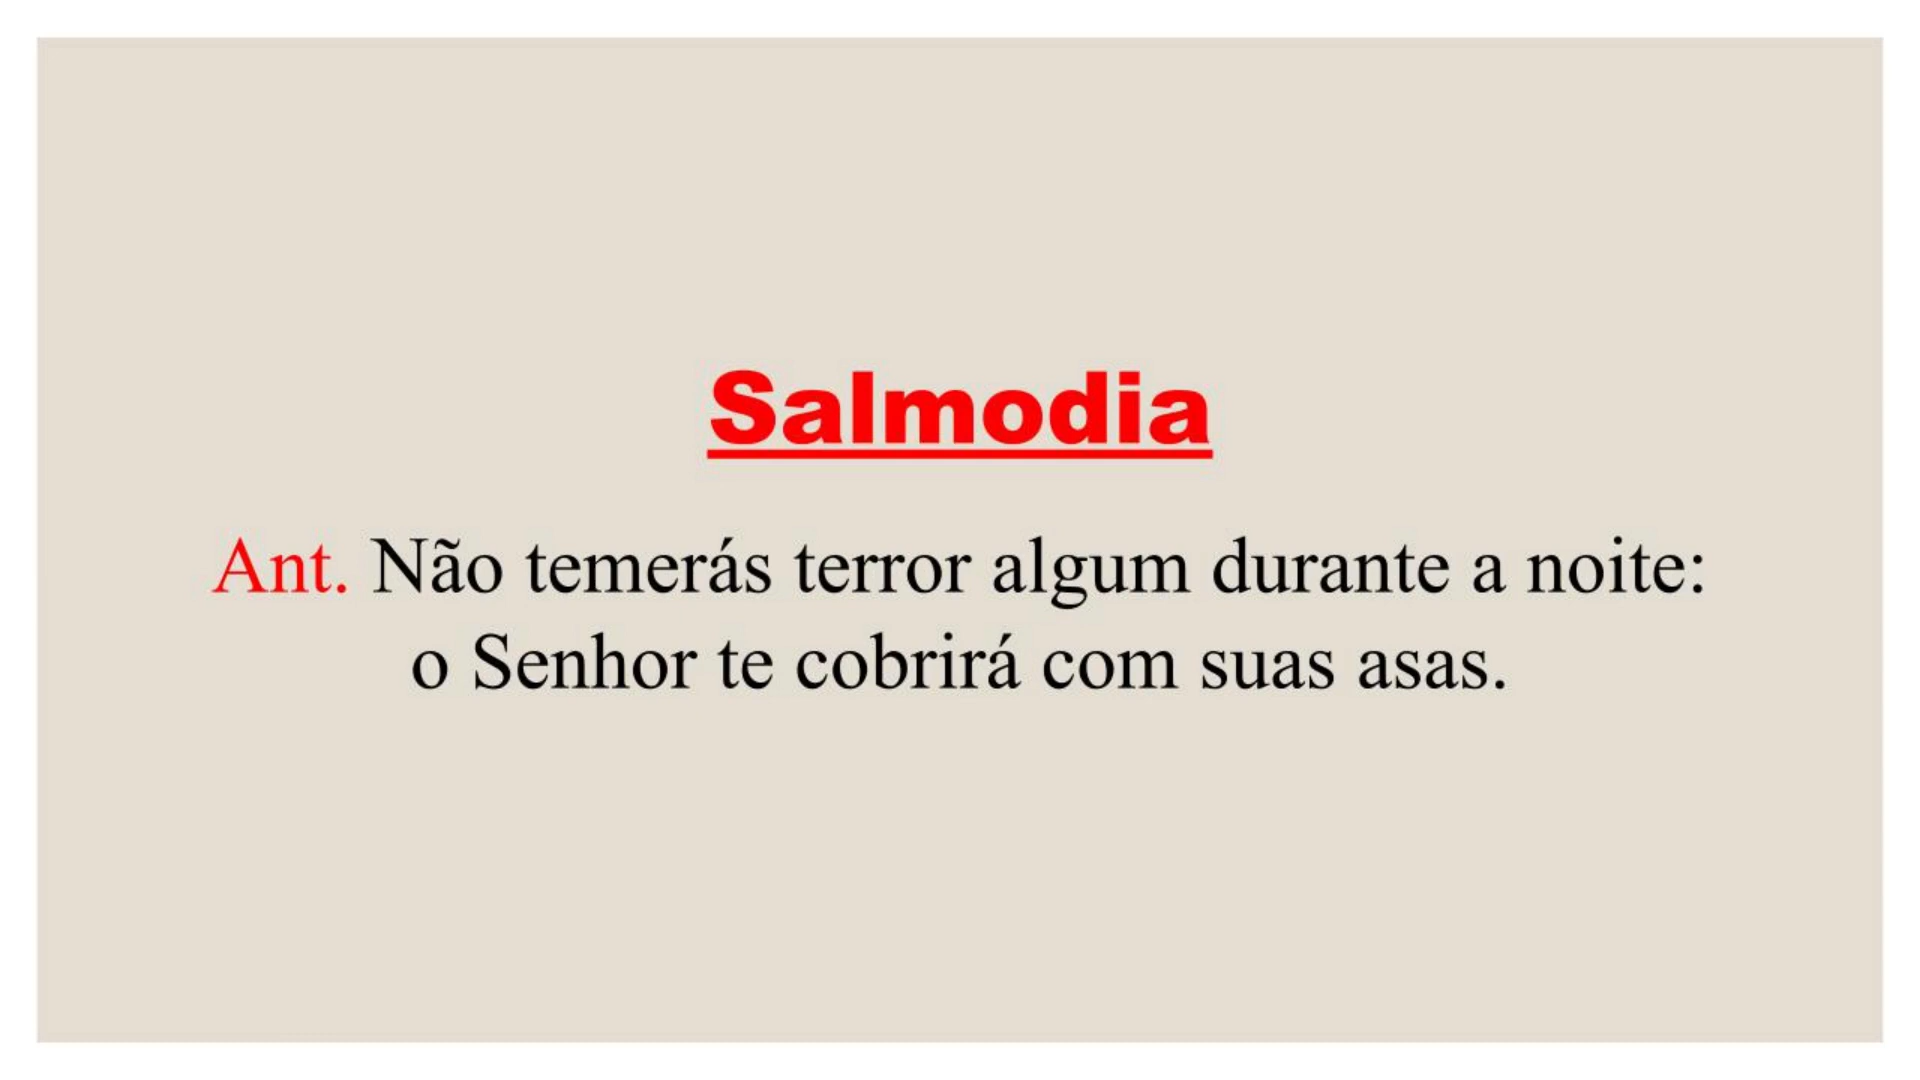 Salmodia
Ant. Não temerás terror algum durante a noite:
o Senhor te cobrirá com suas asas.